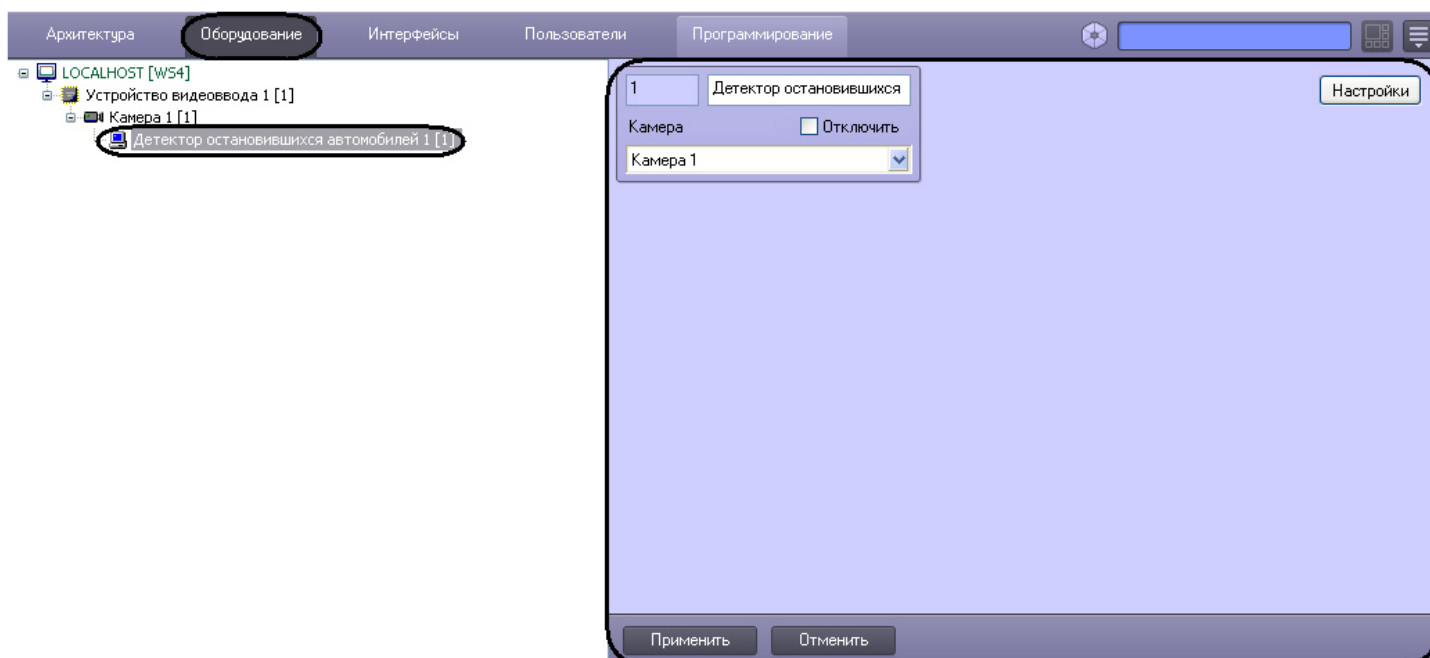 Архитектура Оборудование Интерфейсы Пользователи Программирование
LOCALHOST [WS4]
Устройство видеоввода 1 [1]
Камера 1 [1]
Детектор остановившихся автомобилей 1 [1]
1 Детектор остановившихся
Настройки
Камера Отключить
Камера 1
Применить Отменить